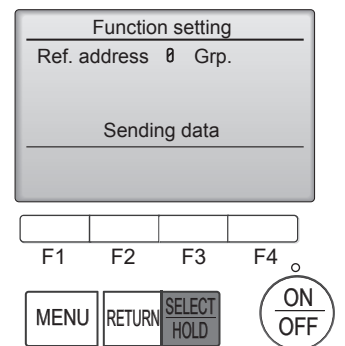 Function setting
Ref. address 0 Grp.
Sending data
F1 F2 F3 F4
MENU RETURN SELECT HOLD ON OFF